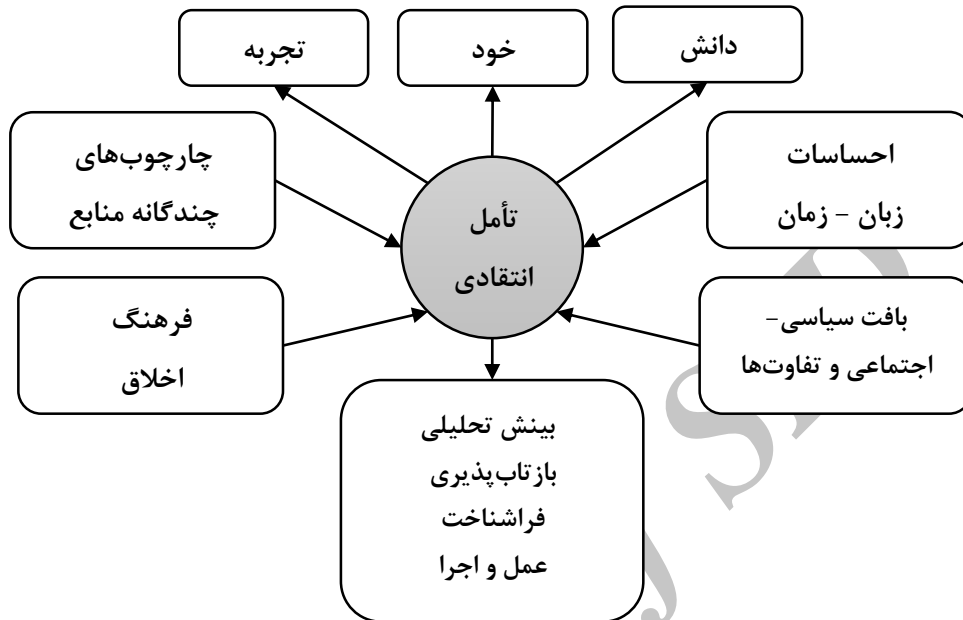 دانش
خود
تجربه
احساسات
زبان – زمان
چارچوب‌های
چندگانه منابع
تأمل
انتقادی
بافت سیاسی–
اجتماعی و تفاوت‌ها
فرهنگ
اخلاق
بینش تحلیلی
بازتاب‌پذیری
فراشناخت
عمل و اجرا